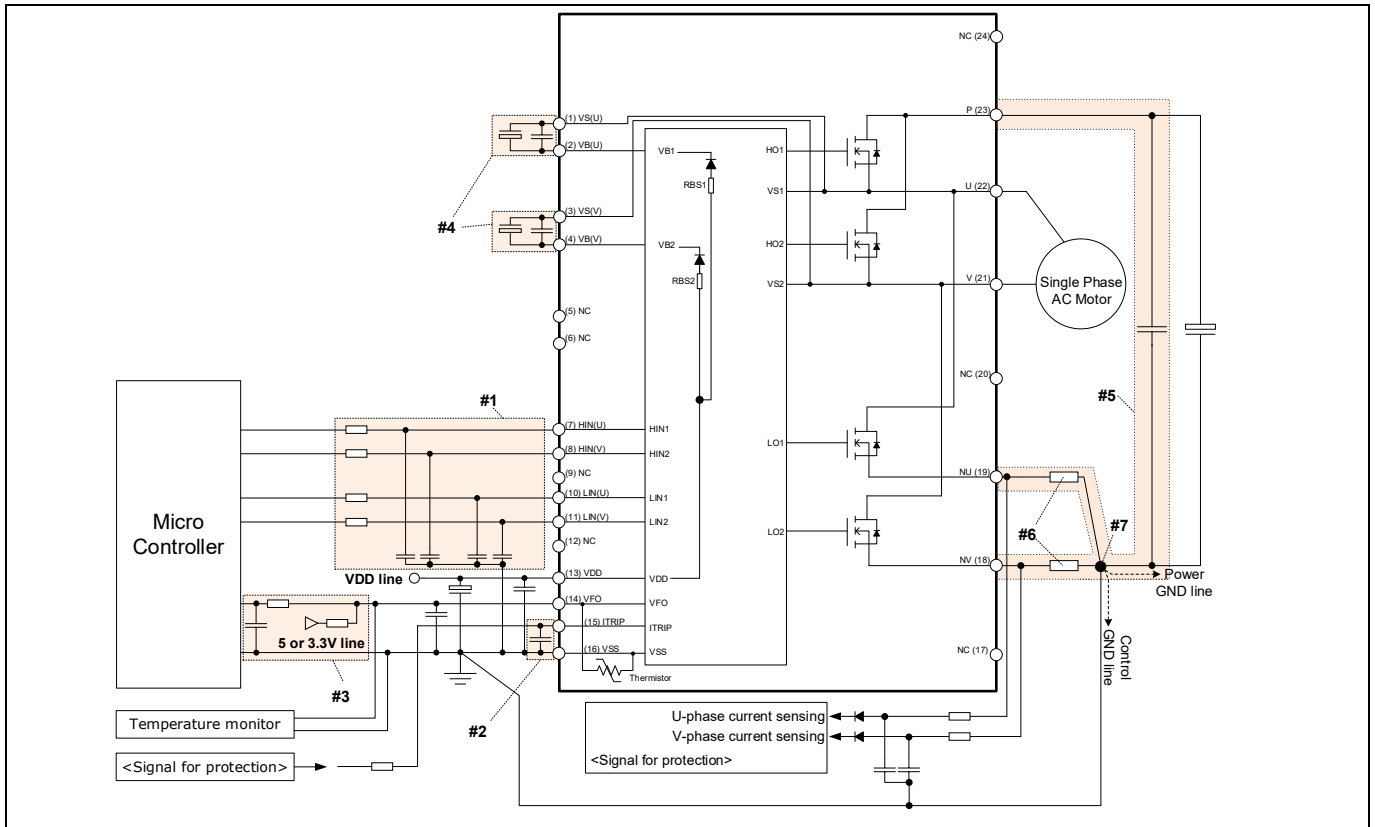 NC (24)
(1) VS(U)
P (23)
(2) VB(U)
VB1
HO1
RBS1
VS1
U (22)
(3) VS(V)
#4
(4) VB(V)
VB2
HO2
RBS2
VS2
V (21)
Single Phase
AC Motor
(5) NC
(6) NC
NC (20)
#5
#1
(7) HIN(U)
HIN1
(8) HIN(V)
HIN2
LO1
(9) NC
NU (19)
(10) LIN(U)
LIN1
Micro
Controller
(11) LIN(V)
LIN2
LO2
#6
#7
(12) NC
NV (18)
VDD line
(13) VDD
VDD
Power
GND line
(14) VFO
VFO
(15) ITRIP
ITRIP
5 or 3.3V line
(16) VSS
VSS
NC (17)
Control
GND line
Thermistor
#3
#2
Temperature monitor
U-phase current sensing
V-phase current sensing
<Signal for protection>
<Signal for protection>